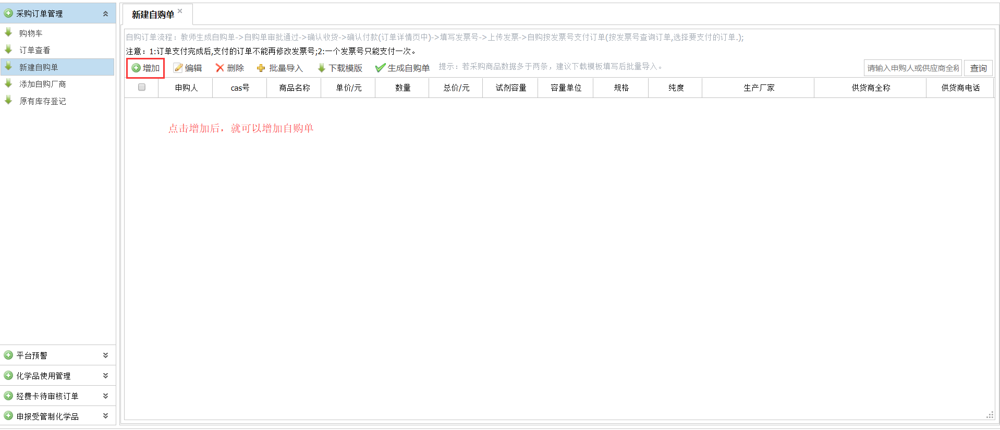 采购订单管理
购物车
订单查看
新建自购单
添加自购厂商
原有库存登记
平台预警
化学品使用管理
经费卡待审核订单
申报受管制化学品
新建自购单
自购订单流程：教师生成自购单->自购单审批通过->确认收货->确认付款(订单详情页中)->填写发票号->上传发票->自购按发票号支付订单(按发票号查询订单,选择要支付的订单.);
注意：1:订单支付完成后,支付的订单不能再修改发票号;2:一个发票号只能支付一次。
增加 编辑 删除 批量导入 下载模版 生成自购单 提示：若采购商品数据多于两条，建议下载模板填写后批量导入。 请输入申购人或供应商全称 查询
申购人 cas号 商品名称 单价/元 数量 总价/元 试剂容量 容量单位 规格 纯度 生产厂家 供货商全称 供货商电话
点击增加后，就可以增加自购单